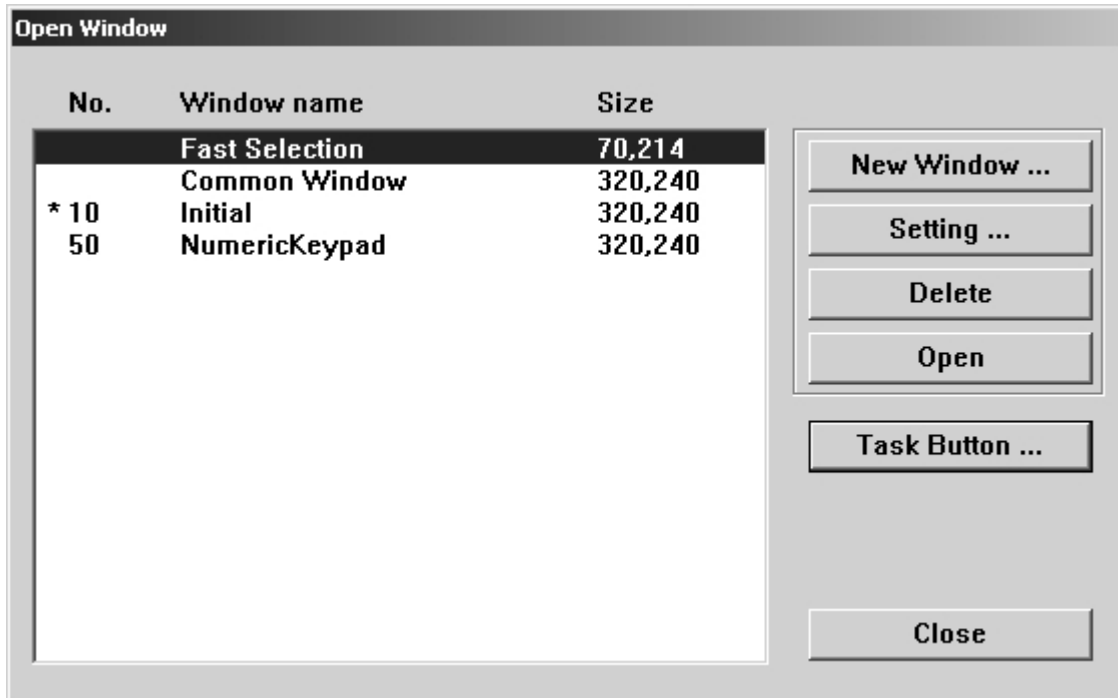 Open Window
No. Window name Size
Fast Selection 70,214
Common Window 320,240
* 10 Initial 320,240
50 NumericKeypad 320,240
New Window ...
Setting ...
Delete
Open
Task Button ...
Close